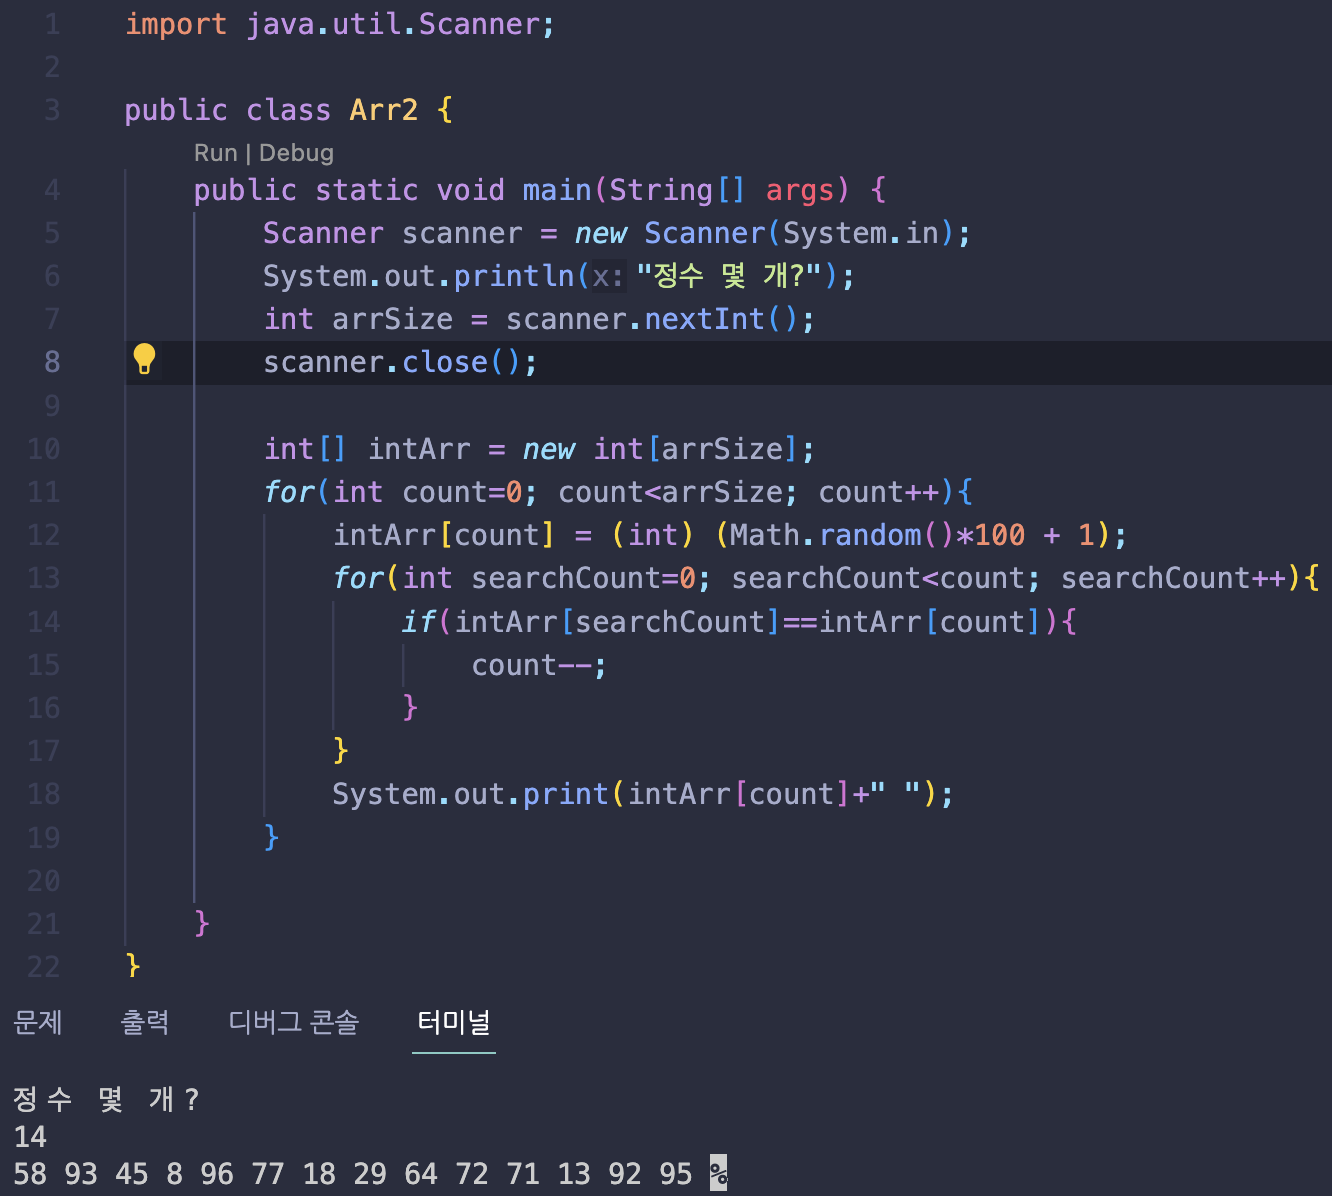 1 import java.util.Scanner;
2
3 public class Arr2 {
Run | Debug
4 public static void main(String[] args) {
5 Scanner scanner = new Scanner(System.in);
6 System.out.println(x: "정수 몇 개?");
7 int arrSize = scanner.nextInt();
8 scanner.close();
9
10 int[] intArr = new int[arrSize];
11 for(int count=0; count<arrSize; count++){
12 intArr[count] = (int) (Math.random()*100 + 1);
13 for(int searchCount=0; searchCount<count; searchCount++){
14 if(intArr[searchCount]==intArr[count]){
15 count--;
16 }
17 }
18 System.out.print(intArr[count]+" ");
19 }
20
21 }
22 }
문제 출력 디버그 콘솔 터미널
정수 몇 개?
14
58 93 45 8 96 77 18 29 64 72 71 13 92 95 %